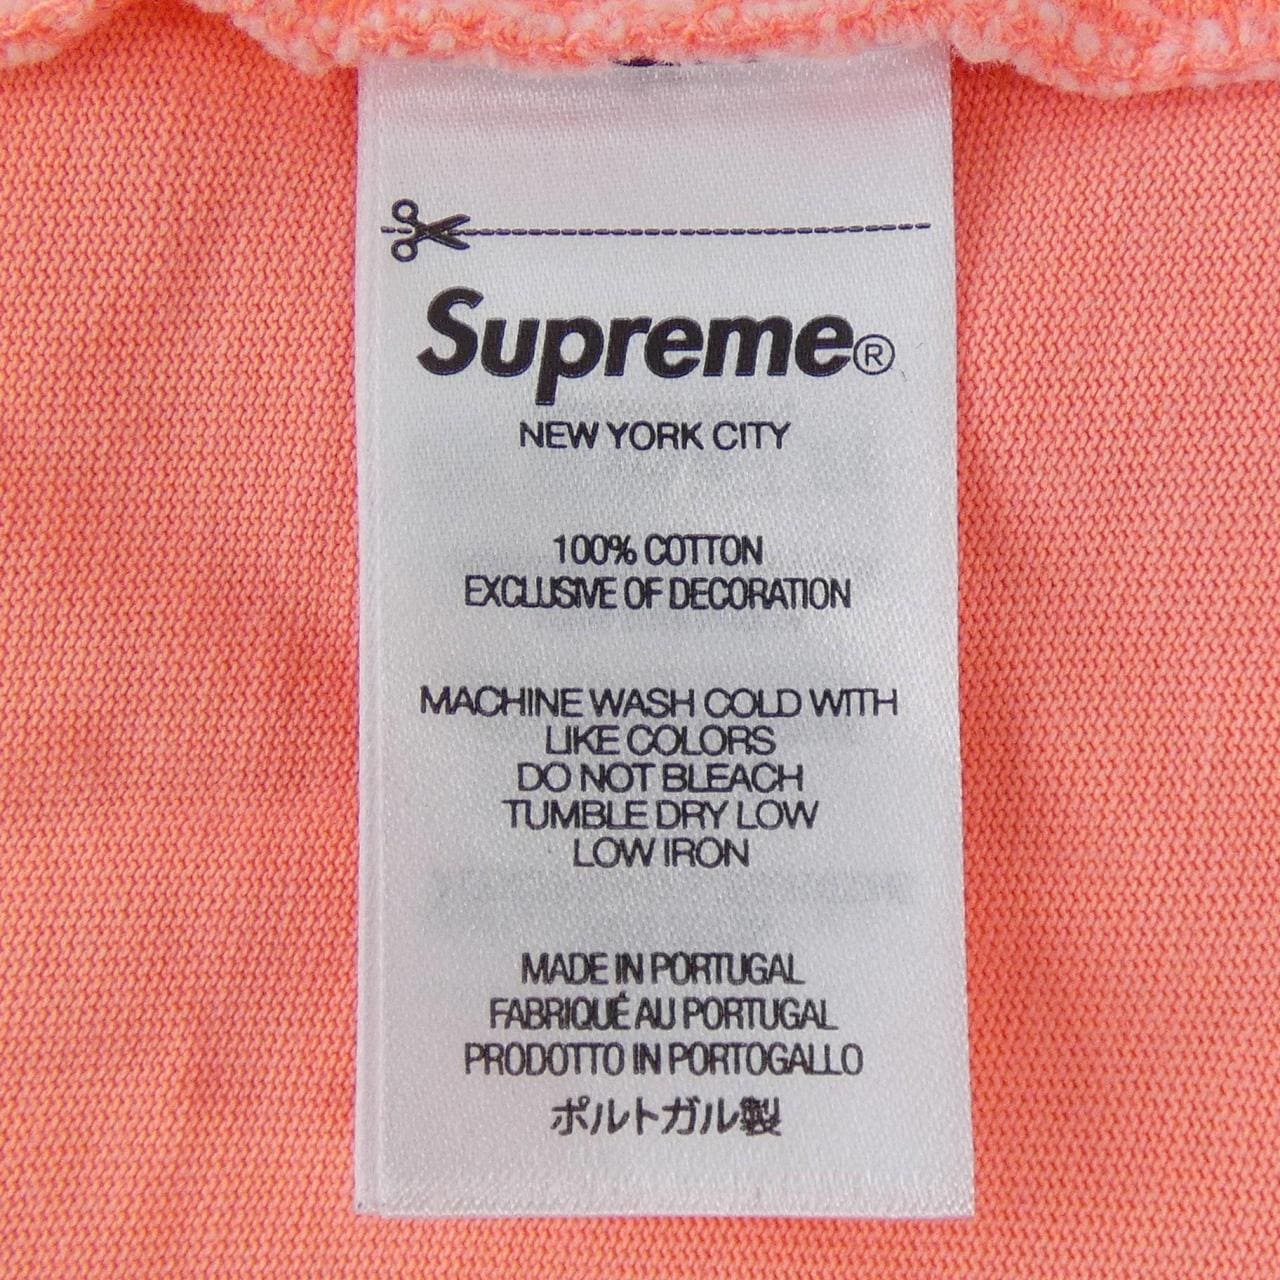 Supreme®
NEW YORK CITY
100% COTTON
EXCLUSIVE OF DECORATION
MACHINE WASH COLD WITH
LIKE COLORS
DO NOT BLEACH
TUMBLE DRY LOW
LOW IRON
MADE IN PORTUGAL
FABRIQUÉ AU PORTUGAL
PRODOTTO IN PORTOGALLO
ポルトガル製